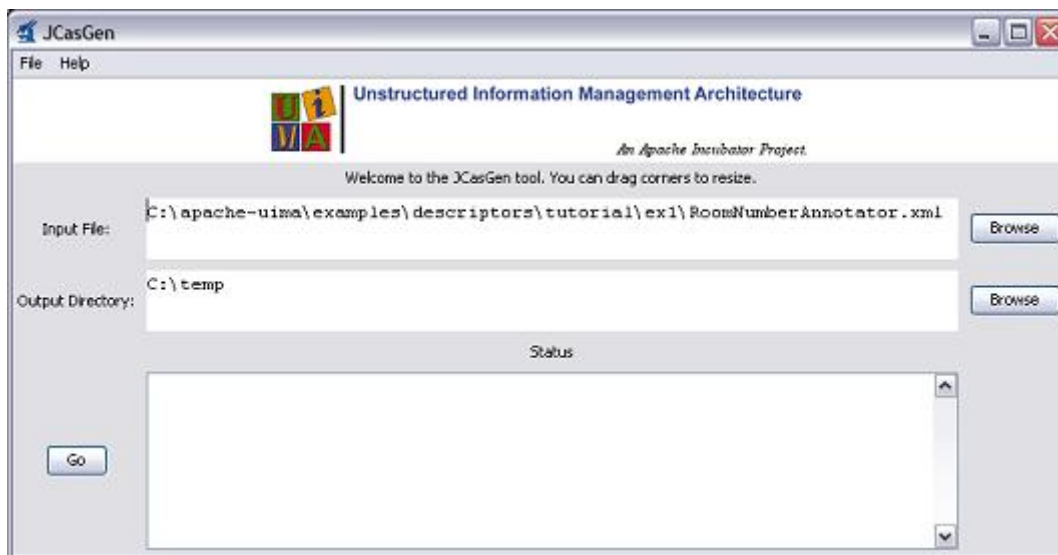 JCasGen
File Help
UIMA
Unstructured Information Management Architecture
An Apache Incubator Project.
Welcome to the JCasGen tool. You can drag corners to resize.
Input File:
C:\apache-uima\examples\descriptors\tutorial\ex1\RoomNumberAnnotator.xml
Browse
Output Directory:
C:\temp
Browse
Status
Go